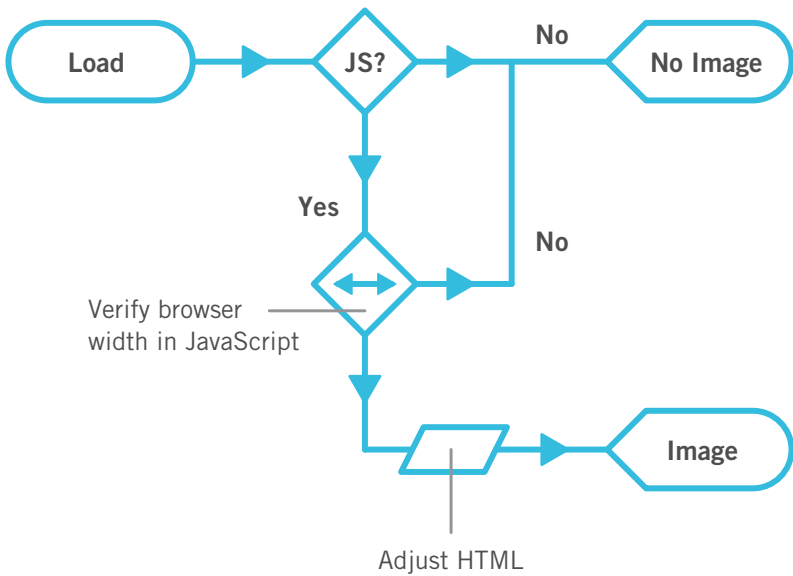 Load
JS?
No
No Image
Yes
No
Verify browser
width in JavaScript
Image
Adjust HTML